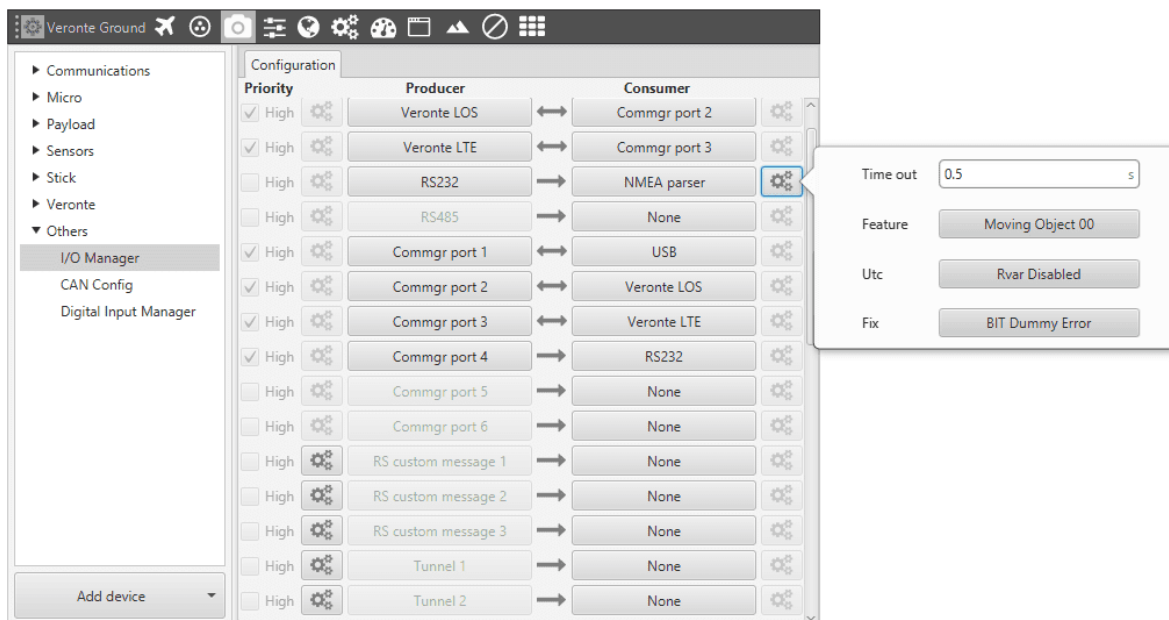 Veronte Ground
Communications
Micro
Payload
Sensors
Stick
Veronte
Others
I/O Manager
CAN Config
Digital Input Manager
Add device
Configuration
Priority Producer Consumer
High Veronte LOS Commgr port 2
High Veronte LTE Commgr port 3
High RS232 NMEA parser
High RS485 None
High Commgr port 1 USB
High Commgr port 2 Veronte LOS
High Commgr port 3 Veronte LTE
High Commgr port 4 RS232
High Commgr port 5 None
High Commgr port 6 None
High RS custom message 1 None
High RS custom message 2 None
High RS custom message 3 None
High Tunnel 1 None
High Tunnel 2 None
Time out 0.5 s
Feature Moving Object 00
Utc Rvar Disabled
Fix BIT Dummy Error